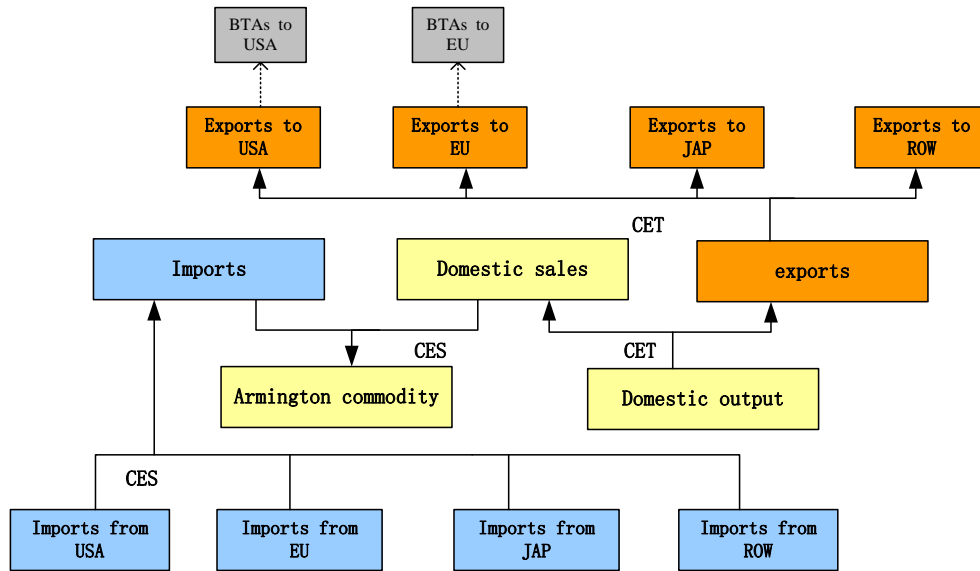 BTAs to
USA
BTAs to
EU
Exports to
USA
Exports to
EU
Exports to
JAP
Exports to
ROW
CET
Imports
Domestic sales
exports
CES
CET
Armington commodity
Domestic output
CES
Imports from
USA
Imports from
EU
Imports from
JAP
Imports from
ROW